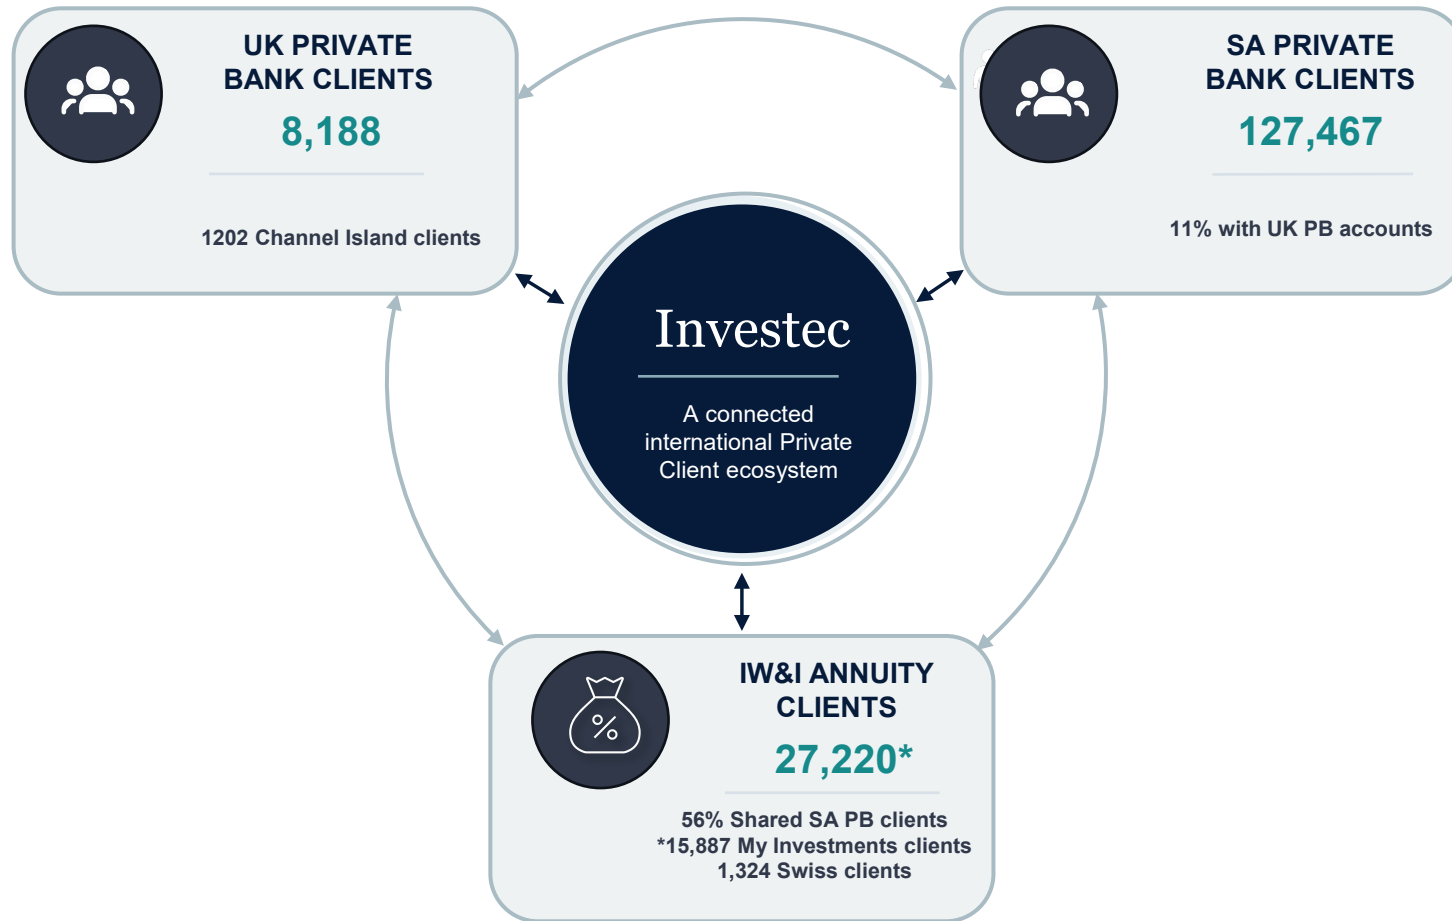 UK PRIVATE
BANK CLIENTS
8,188
1202 Channel Island clients
SA PRIVATE
BANK CLIENTS
127,467
11% with UK PB accounts
Investec
A connected
international Private
Client ecosystem
IW&I ANNUITY
CLIENTS
27,220*
%
56% Shared SA PB clients
*15,887 My Investments clients
1,324 Swiss clients